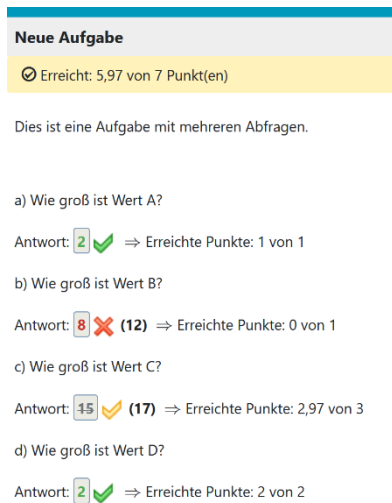 Neue Aufgabe
Erreicht: 5,97 von 7 Punkt(en)
Dies ist eine Aufgabe mit mehreren Abfragen.
a) Wie groß ist Wert A?
Antwort: 2 ⇒ Erreichte Punkte: 1 von 1
b) Wie groß ist Wert B?
Antwort: 8 (12) ⇒ Erreichte Punkte: 0 von 1
c) Wie groß ist Wert C?
Antwort: 15 (17) ⇒ Erreichte Punkte: 2,97 von 3
d) Wie groß ist Wert D?
Antwort: 2 ⇒ Erreichte Punkte: 2 von 2